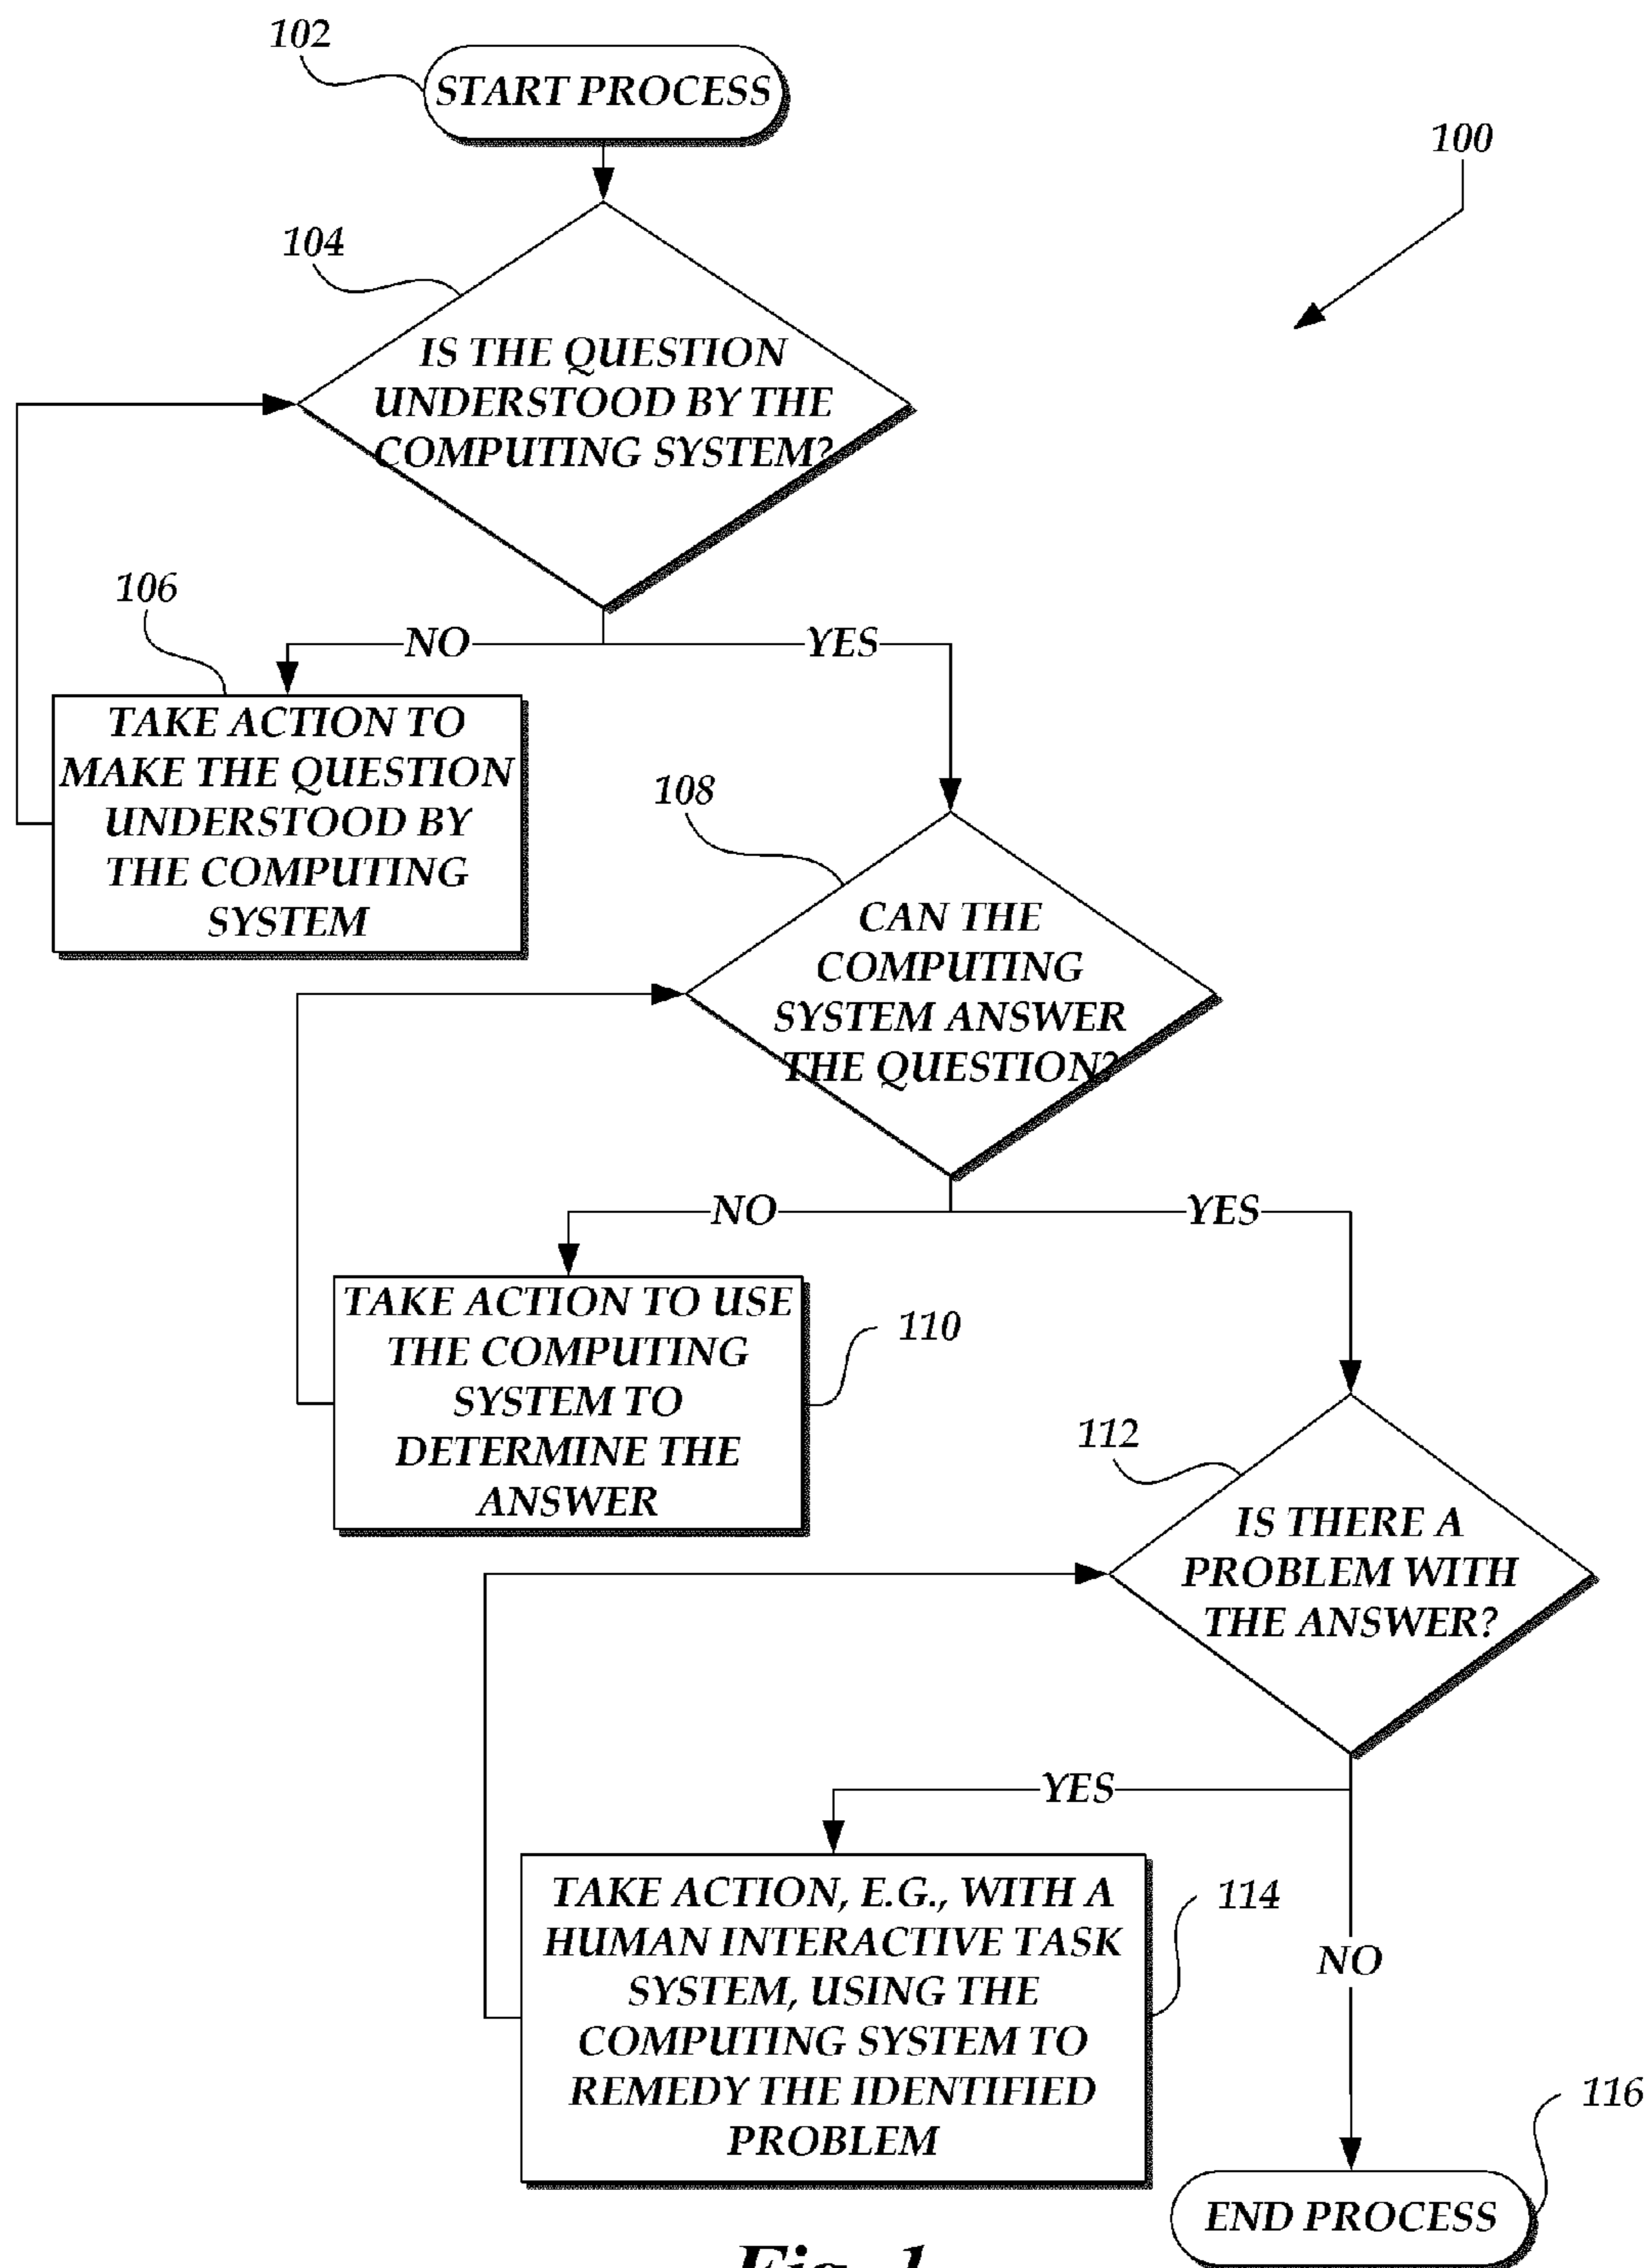 102
START PROCESS
100
104
IS THE QUESTION
UNDERSTOOD BY THE
COMPUTING SYSTEM?
106
NO
YES
TAKE ACTION TO
MAKE THE QUESTION
UNDERSTOOD BY
THE COMPUTING
SYSTEM
108
CAN THE
COMPUTING
SYSTEM ANSWER
THE QUESTION?
NO
YES
TAKE ACTION TO USE
THE COMPUTING
SYSTEM TO
DETERMINE THE
ANSWER
110
112
IS THERE A
PROBLEM WITH
THE ANSWER?
YES
TAKE ACTION, E.G., WITH A
HUMAN INTERACTIVE TASK
SYSTEM, USING THE
COMPUTING SYSTEM TO
REMEDY THE IDENTIFIED
PROBLEM
114
NO
116
END PROCESS
Fig. 1